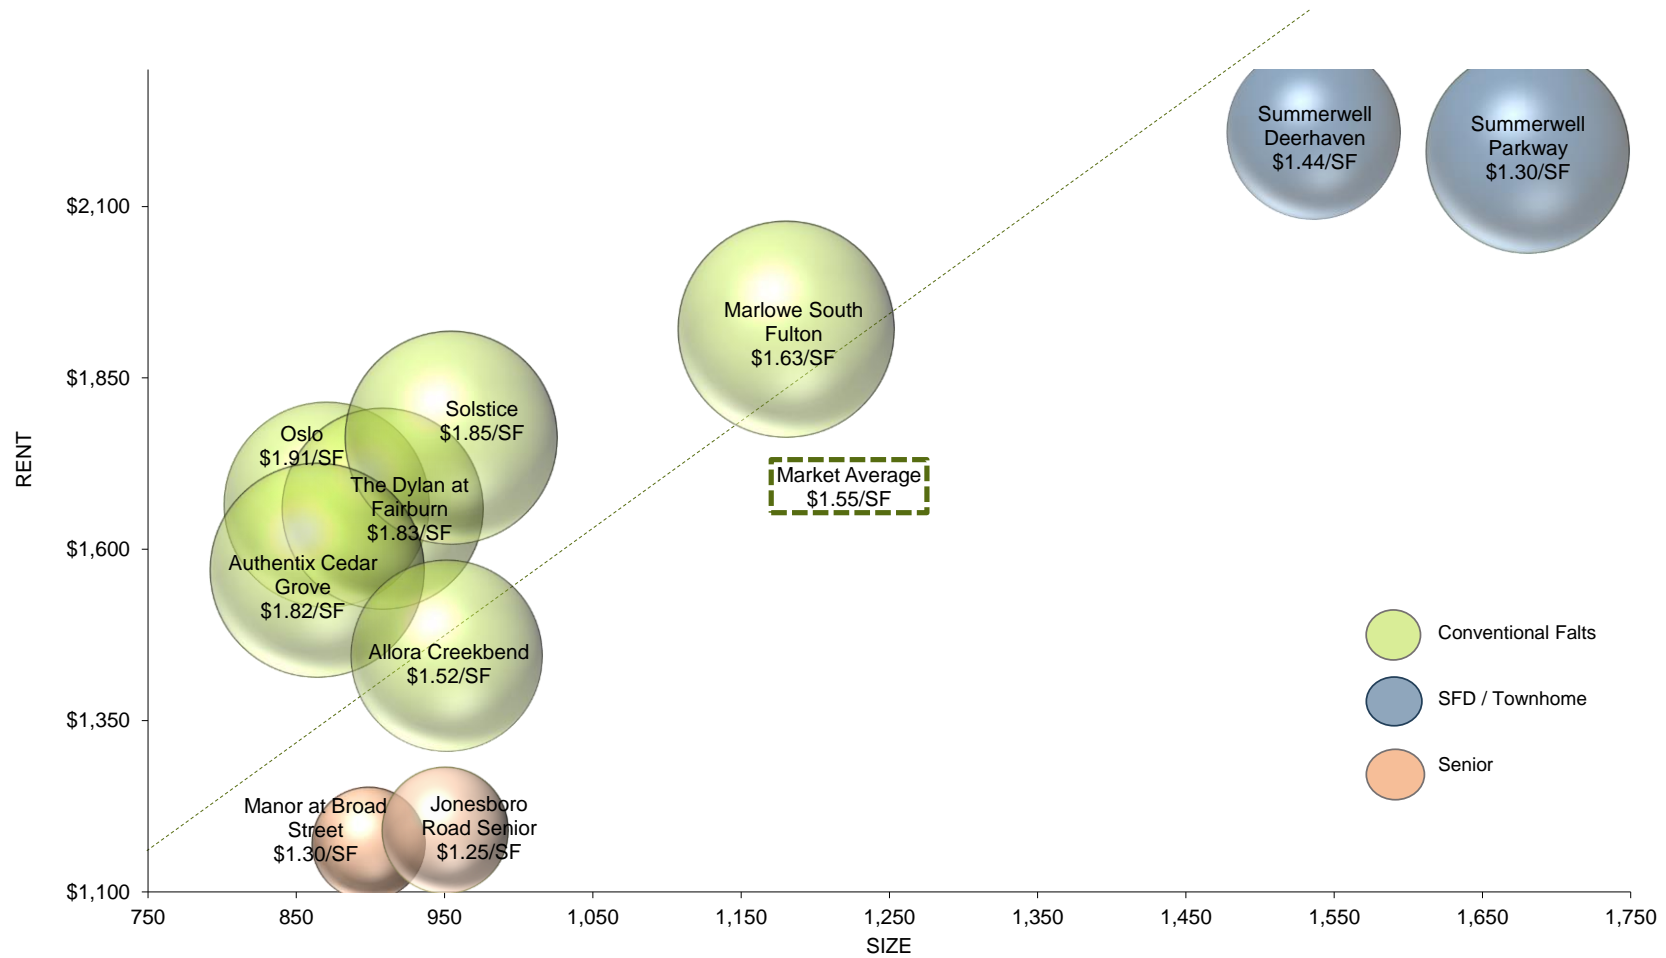 Summerwell
Deerhaven
$1.44/SF
Summerwell
Parkway
$1.30/SF
$2,100
Marlowe South
Fulton
$1.63/SF
$1,850
Solstice
$1.85/SF
Oslo
$1.91/SF
RENT
Market Average
$1.55/SF
The Dylan at
Fairburn
$1.83/SF
$1,600
Authentix Cedar
Grove
$1.82/SF
Allora Creekbend
$1.52/SF
Conventional Falts
SFD / Townhome
Senior
$1,350
Manor at Broad
Street
$1.30/SF
Jonesboro
Road Senior
$1.25/SF
$1,100
750 850 950 1,050 1,150 1,250 1,350 1,450 1,550 1,650 1,750
SIZE